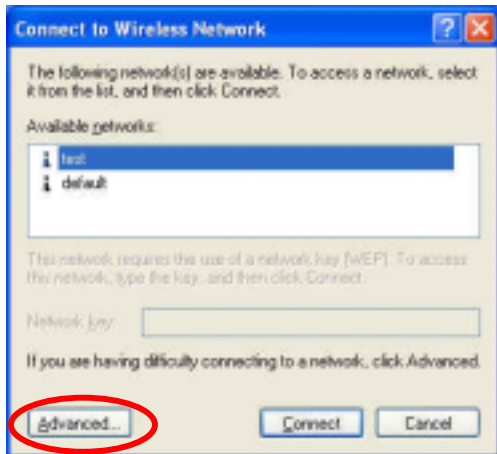 Connect to Wireless Network
The following network(s) are available. To access a network, select
it from the list, and then click Connect.
Available networks:
test
default
This network requires the use of a network key (WEP). To access
this network, type the key, and then click Connect.
Network key:
If you are having difficulty connecting to a network, click Advanced.
Advanced... Connect Cancel